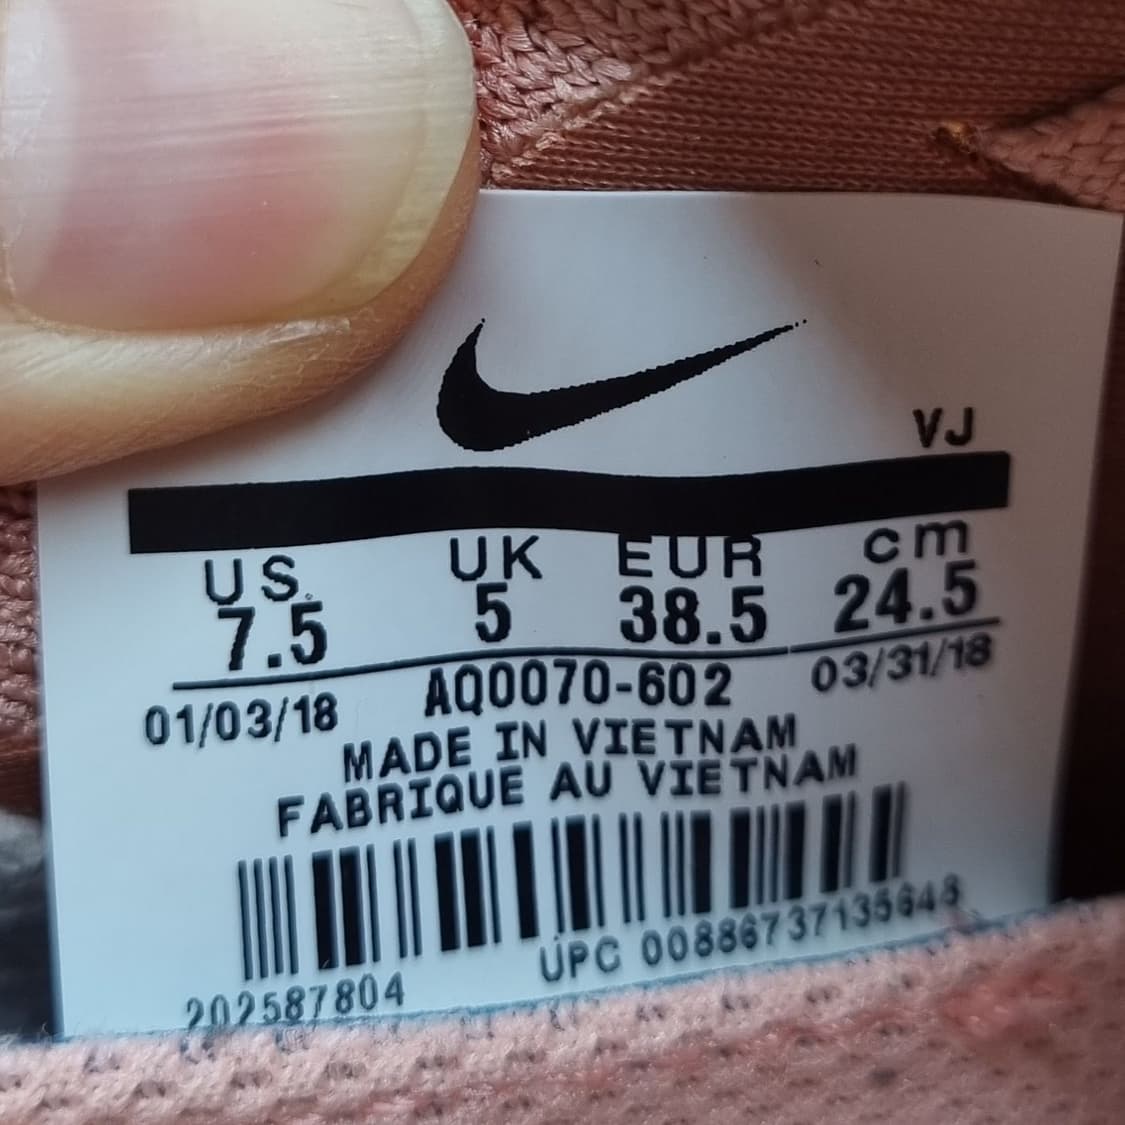 VJ
US UK EUR cm
7.5 5 38.5 24.5
01/03/18 AQ0070-602 03/31/18
MADE IN VIETNAM
FABRIQUE AU VIETNAM
202587804 UPC 00886737135648